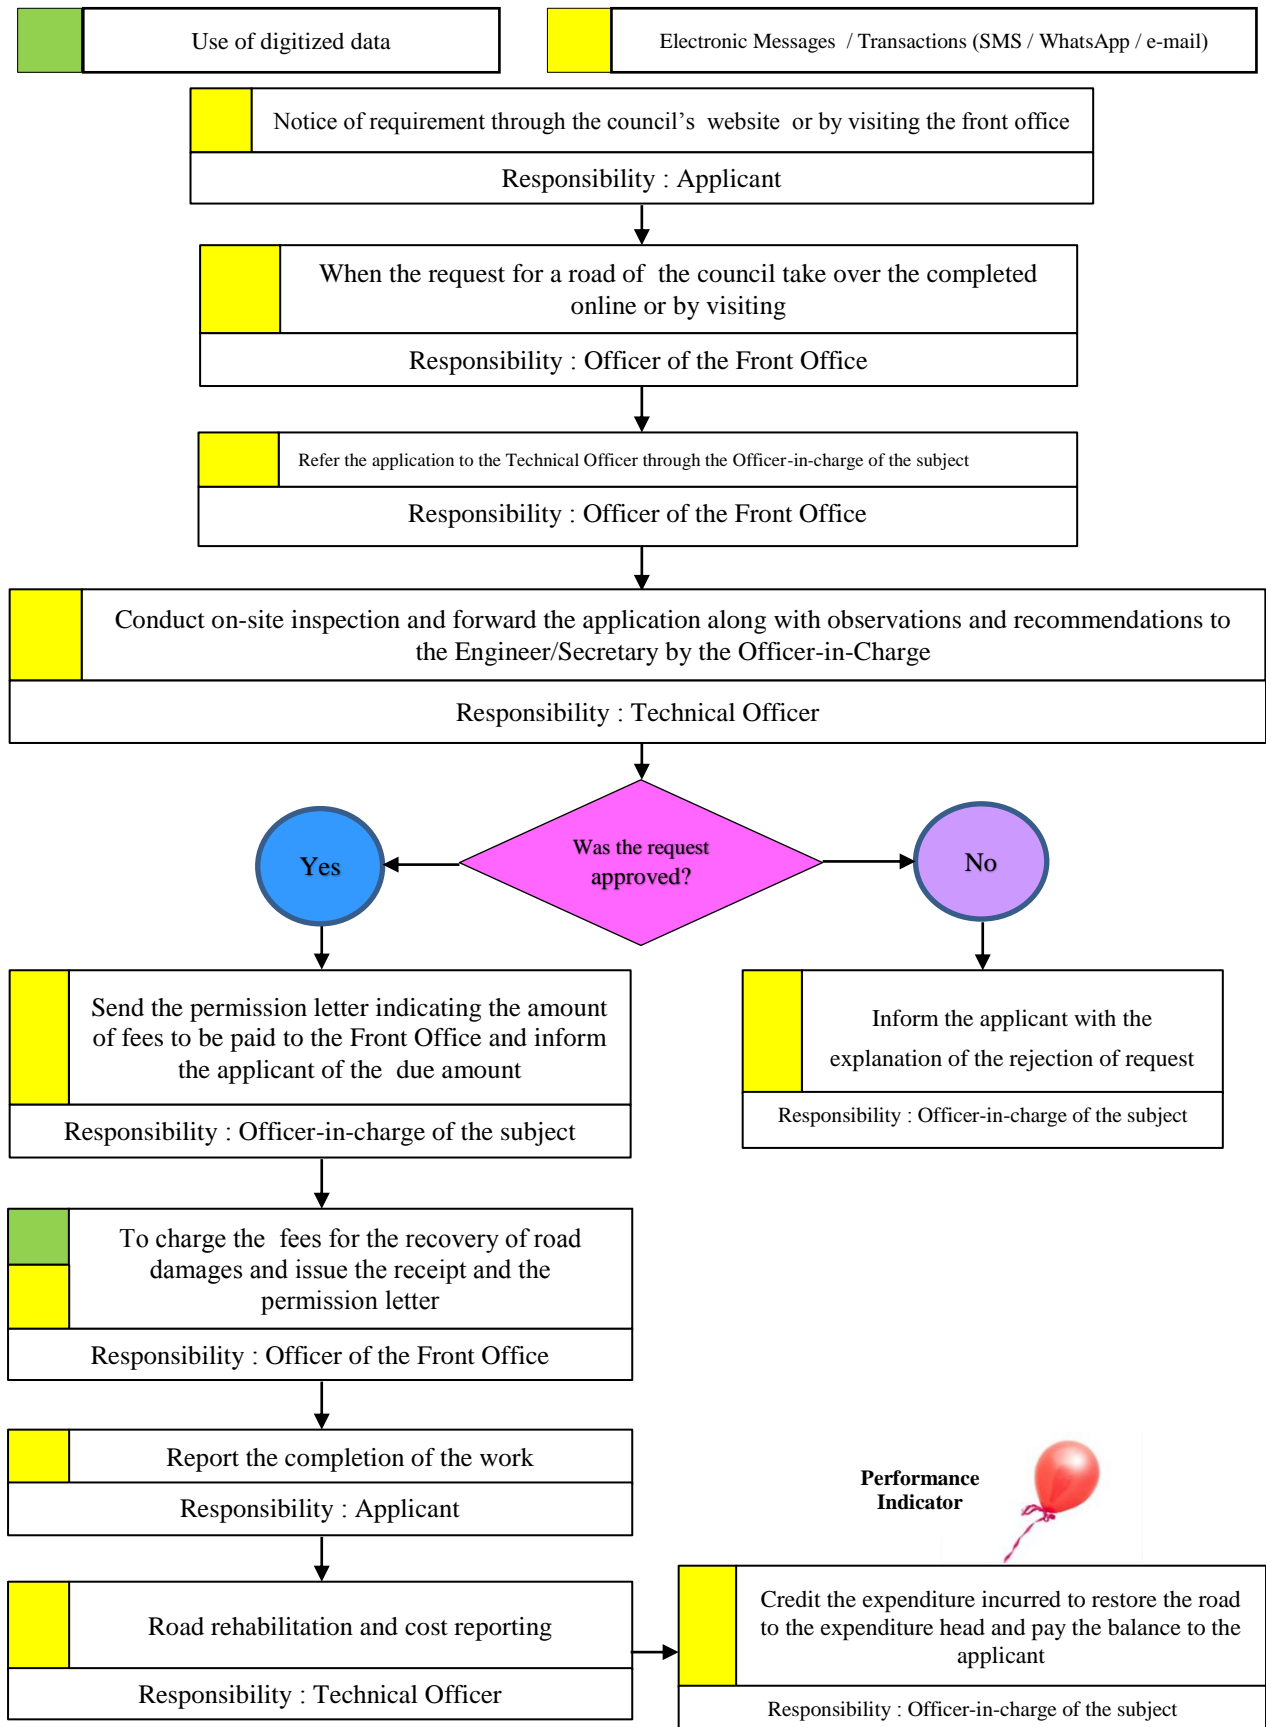 Use of digitized data
Electronic Messages / Transactions (SMS / WhatsApp / e-mail)
Notice of requirement through the council's website or by visiting the front office
Responsibility : Applicant
When the request for a road of the council take over the completed
online or by visiting
Responsibility : Officer of the Front Office
Refer the application to the Technical Officer through the Officer-in-charge of the subject
Responsibility : Officer of the Front Office
Conduct on-site inspection and forward the application along with observations and recommendations to
the Engineer/Secretary by the Officer-in-Charge
Responsibility : Technical Officer
Was the request
approved?
Yes
No
Send the permission letter indicating the amount
of fees to be paid to the Front Office and inform
the applicant of the due amount
Responsibility : Officer-in-charge of the subject
Inform the applicant with the
explanation of the rejection of request
Responsibility : Officer-in-charge of the subject
To charge the fees for the recovery of road
damages and issue the receipt and the
permission letter
Responsibility : Officer of the Front Office
Report the completion of the work
Responsibility : Applicant
Performance
Indicator
Road rehabilitation and cost reporting
Responsibility : Technical Officer
Credit the expenditure incurred to restore the road
to the expenditure head and pay the balance to the
applicant
Responsibility : Officer-in-charge of the subject